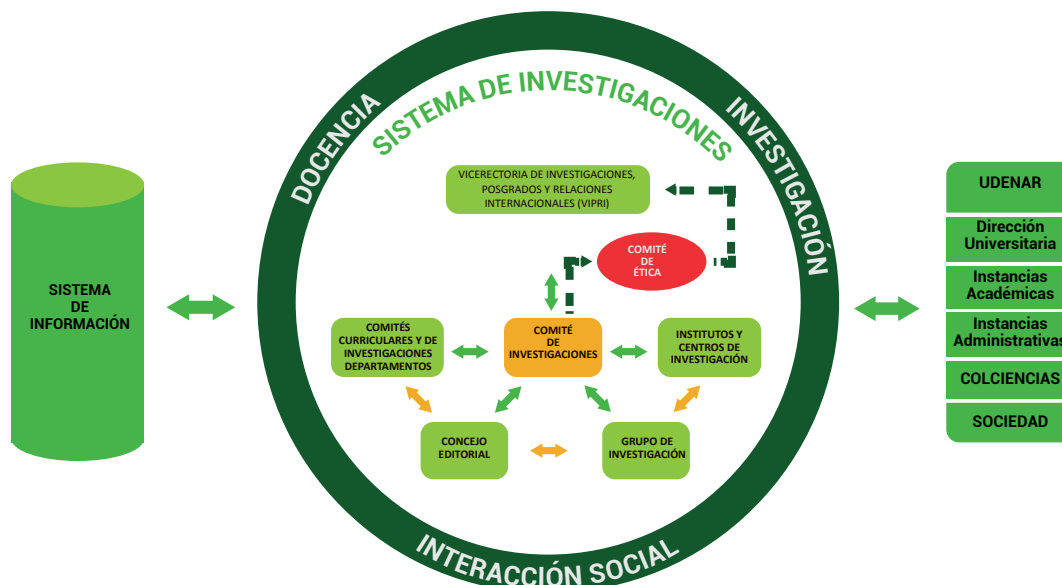 DOCENCIA
INVESTIGACIÓN
INTERACCIÓN SOCIAL
SISTEMA DE INVESTIGACIONES
VICERECTORIA DE INVESTIGACIONES,
POSGRADOS Y RELACIONES
INTERNACIONALES (VIPRI)
COMITÉ
DE
ÉTICA
COMITÉS
CURRICULARES Y DE
INVESTIGACIONES
DEPARTAMENTOS
COMITÉ
DE
INVESTIGACIONES
INSTITUTOS Y
CENTROS DE
INVESTIGACIÓN
CONCEJO
EDITORIAL
GRUPO DE
INVESTIGACIÓN
SISTEMA
DE
INFORMACIÓN
UDENAR
Dirección
Universitaria
Instancias
Académicas
Instancias
Administrativas
COLCIENCIAS
SOCIEDAD